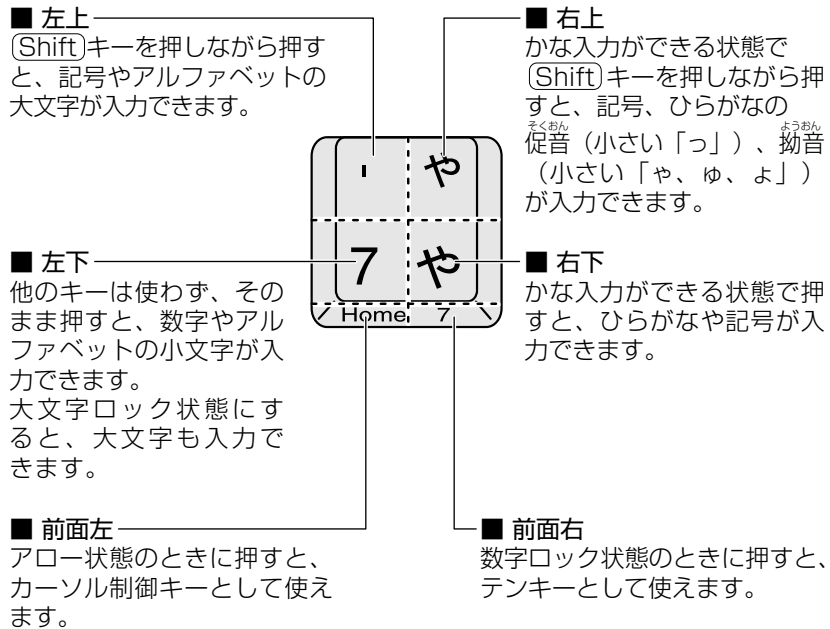 ■ 左上
Shiftキーを押しながら押す
と、記号やアルファベットの
大文字が入力できます。
■ 右上
かな入力ができる状態で
Shiftキーを押しながら押
すと、記号、ひらがなの
そくおん ようおん
促音（小さい「っ」）、拗音
（小さい「ゃ、ゅ、ょ」）
が入力できます。
' ゃ
7 や
Home 7
■ 左下
他のキーは使わず、その
まま押すと、数字やアル
ファベットの小文字が入
力できます。
大文字ロック状態にす
ると、大文字も入力で
きます。
■ 右下
かな入力ができる状態で押
すと、ひらがなや記号が入
力できます。
■ 前面左
アロー状態のときに押すと、
カーソル制御キーとして使え
ます。
■ 前面右
数字ロック状態のときに押すと、
テンキーとして使えます。